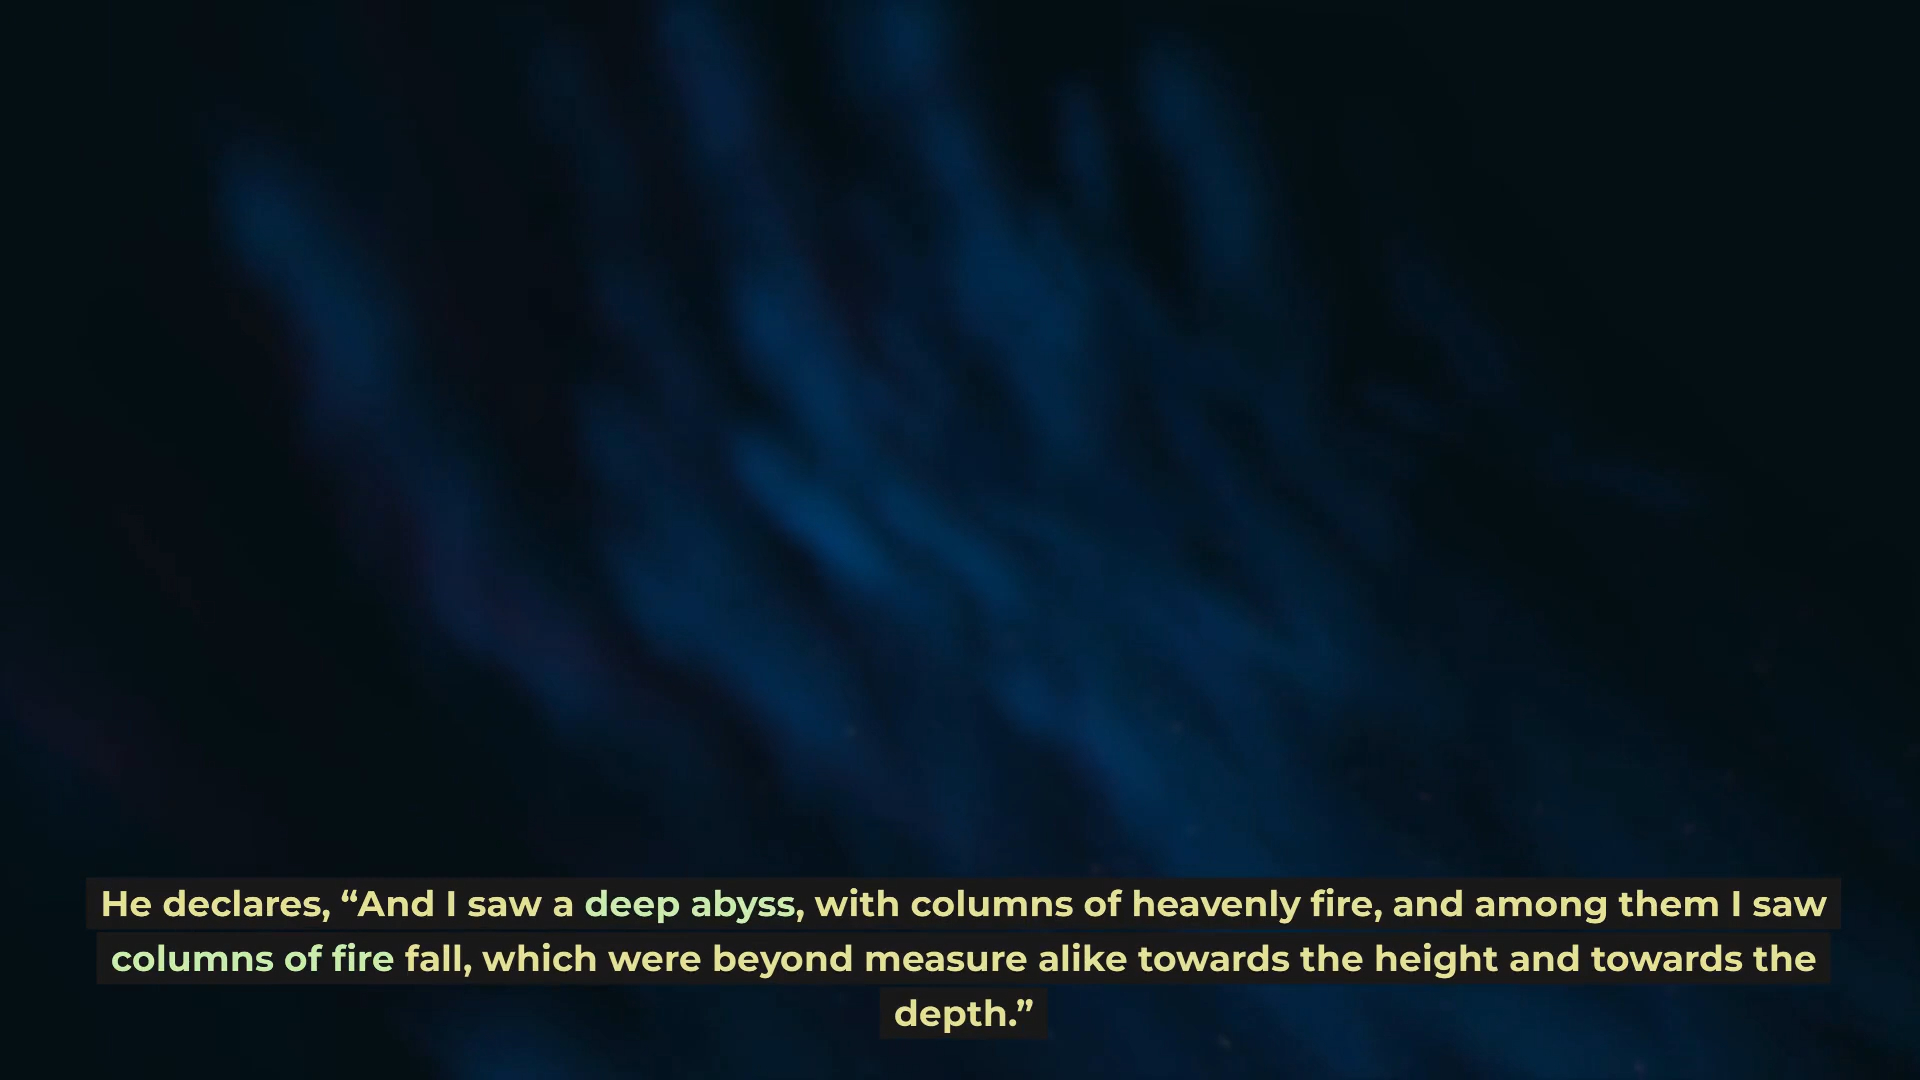 He declares, “And I saw a deep abyss, with columns of heavenly fire, and among them I saw
columns of fire fall, which were beyond measure alike towards the height and towards the
depth.”